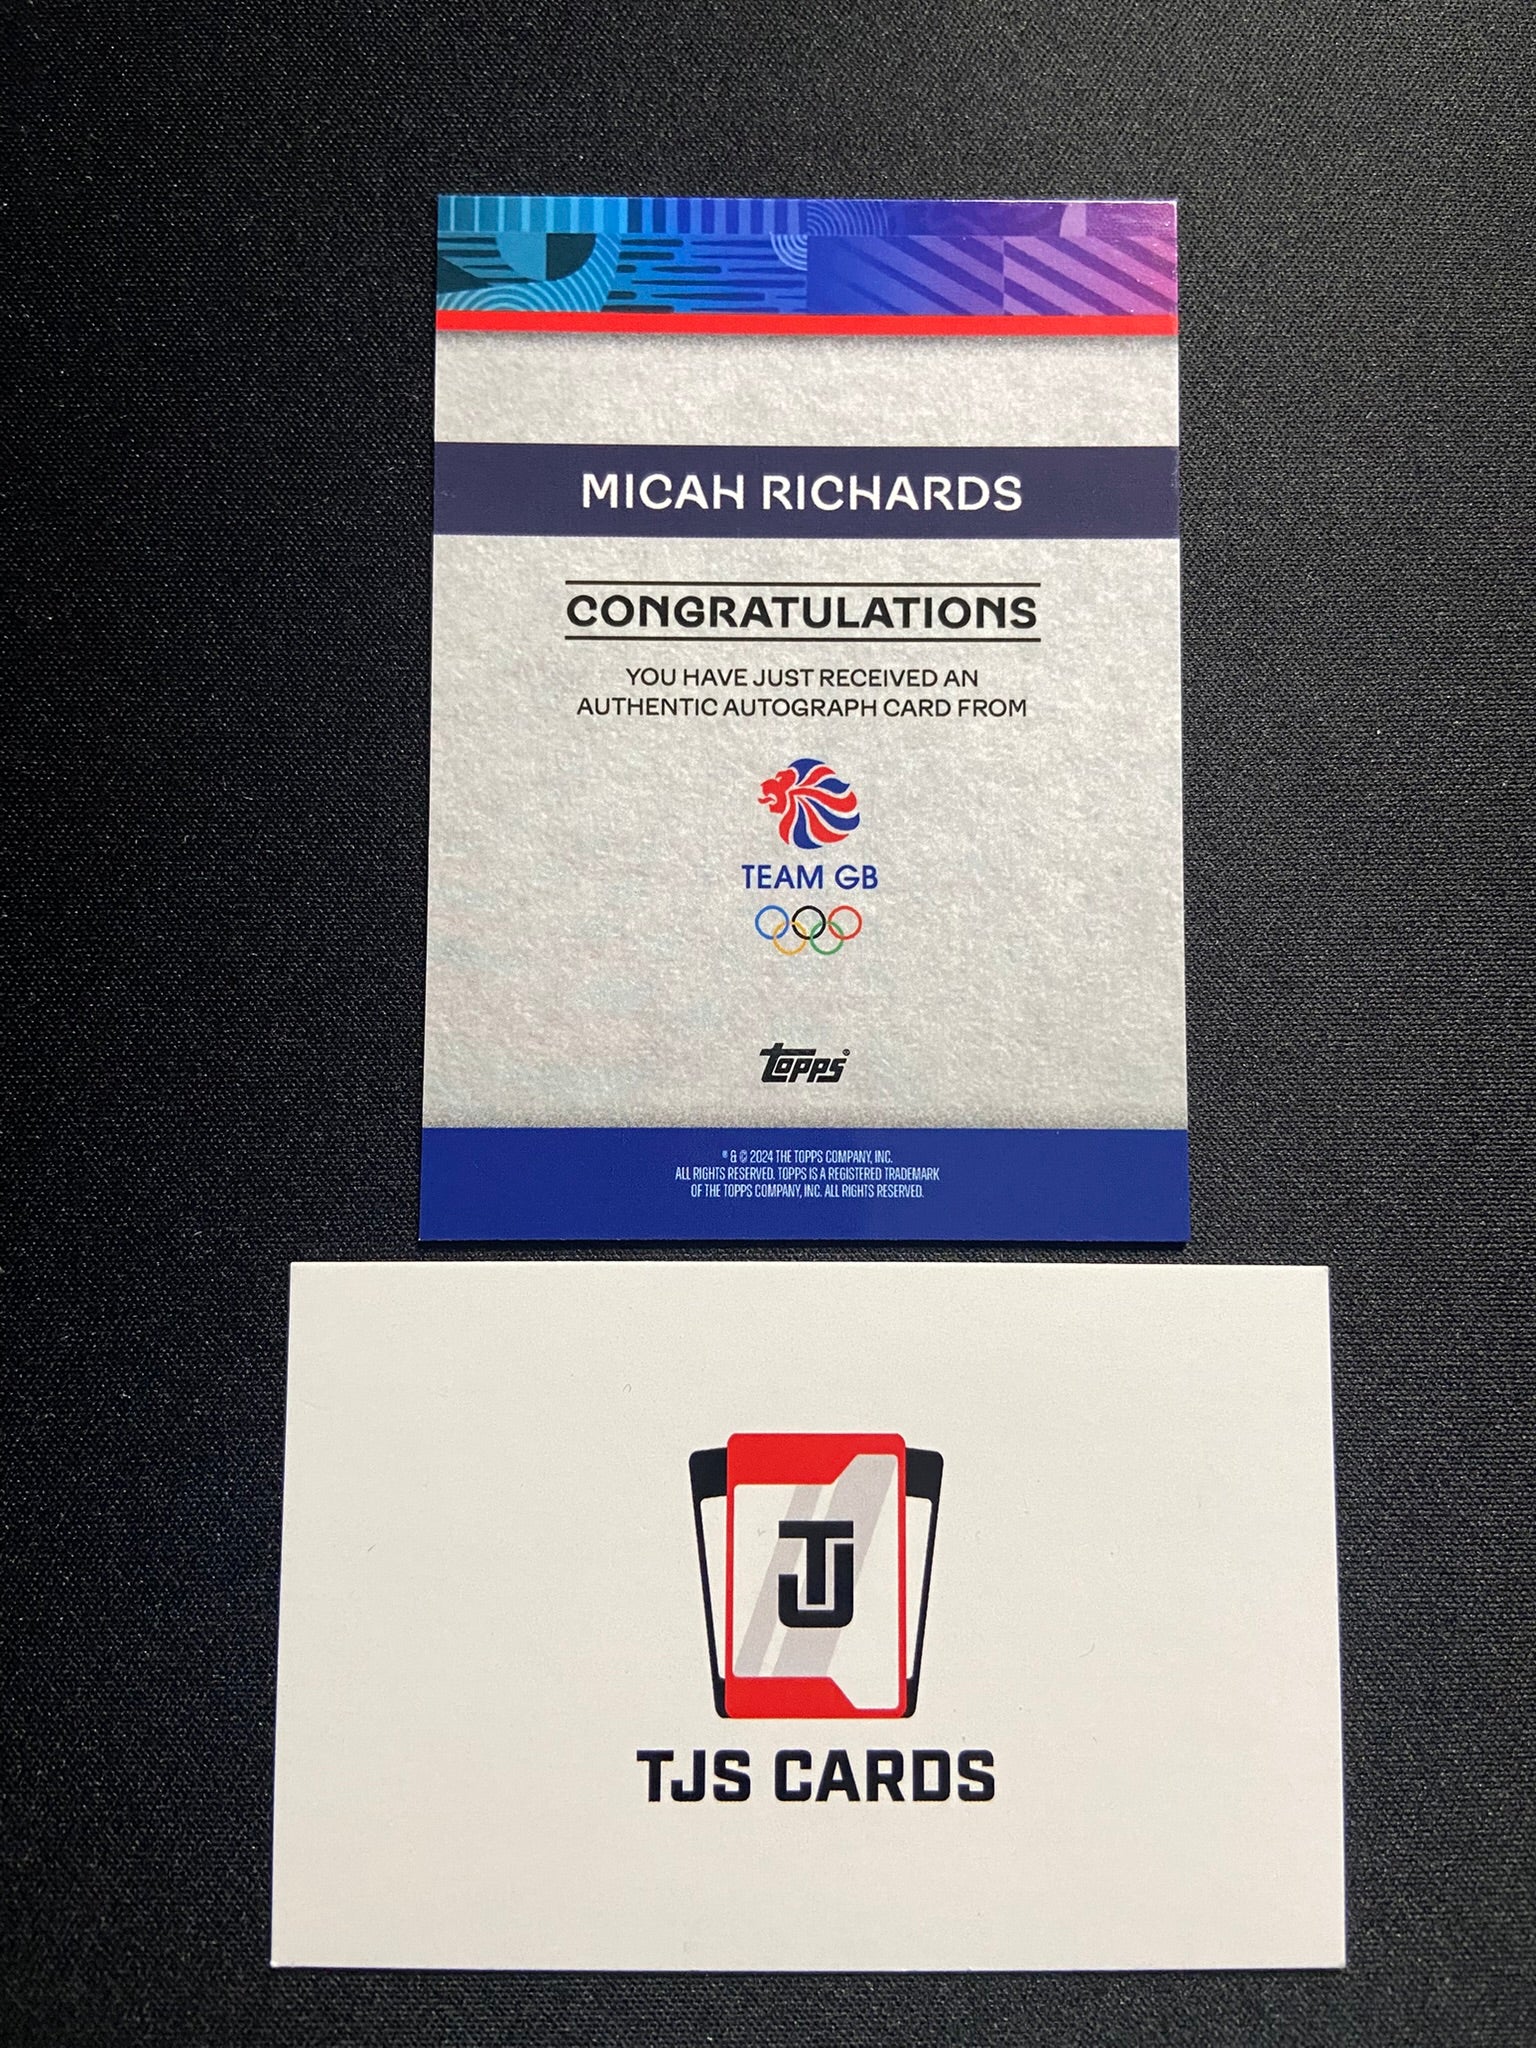 MICAH RICHARDS
CONGRATULATIONS
YOU HAVE JUST RECEIVED AN
AUTHENTIC AUTOGRAPH CARD FROM
TEAM GB
Topps®
® & © 2024 THE TOPPS COMPANY, INC.
ALL RIGHTS RESERVED. TOPPS IS A REGISTERED TRADEMARK
OF THE TOPPS COMPANY, INC. ALL RIGHTS RESERVED.
TJ
TJS CARDS